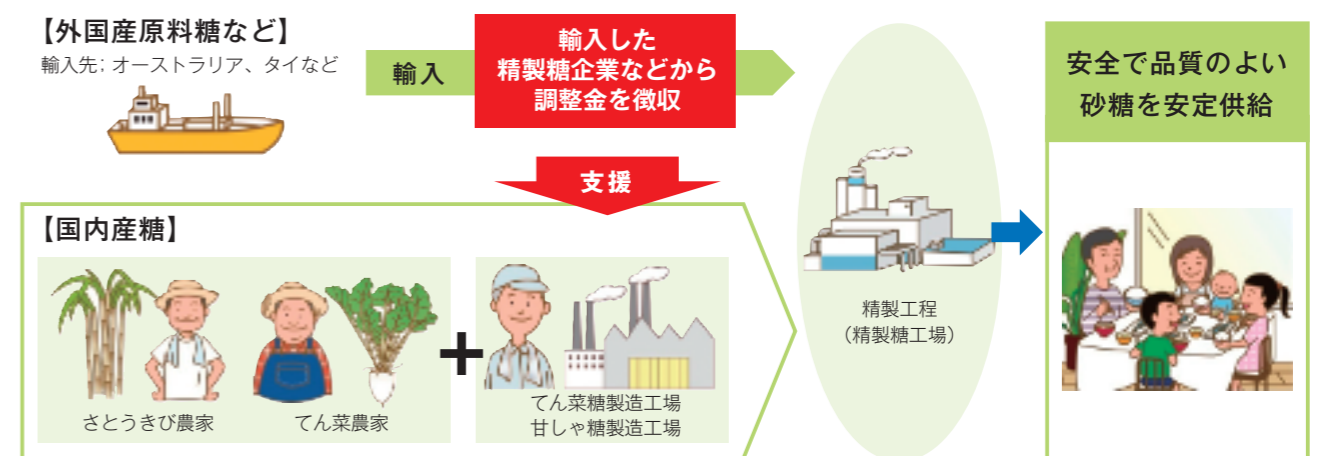 【外国産原料糖など】
輸入先；オーストラリア、タイなど
輸入
輸入した
精製糖企業などから
調整金を徴収
支援
【国内産糖】
さとうきび農家
てん菜農家
+
てん菜糖製造工場
甘しゃ糖製造工場
精製工程
（精製糖工場）
安全で品質のよい
砂糖を安定供給